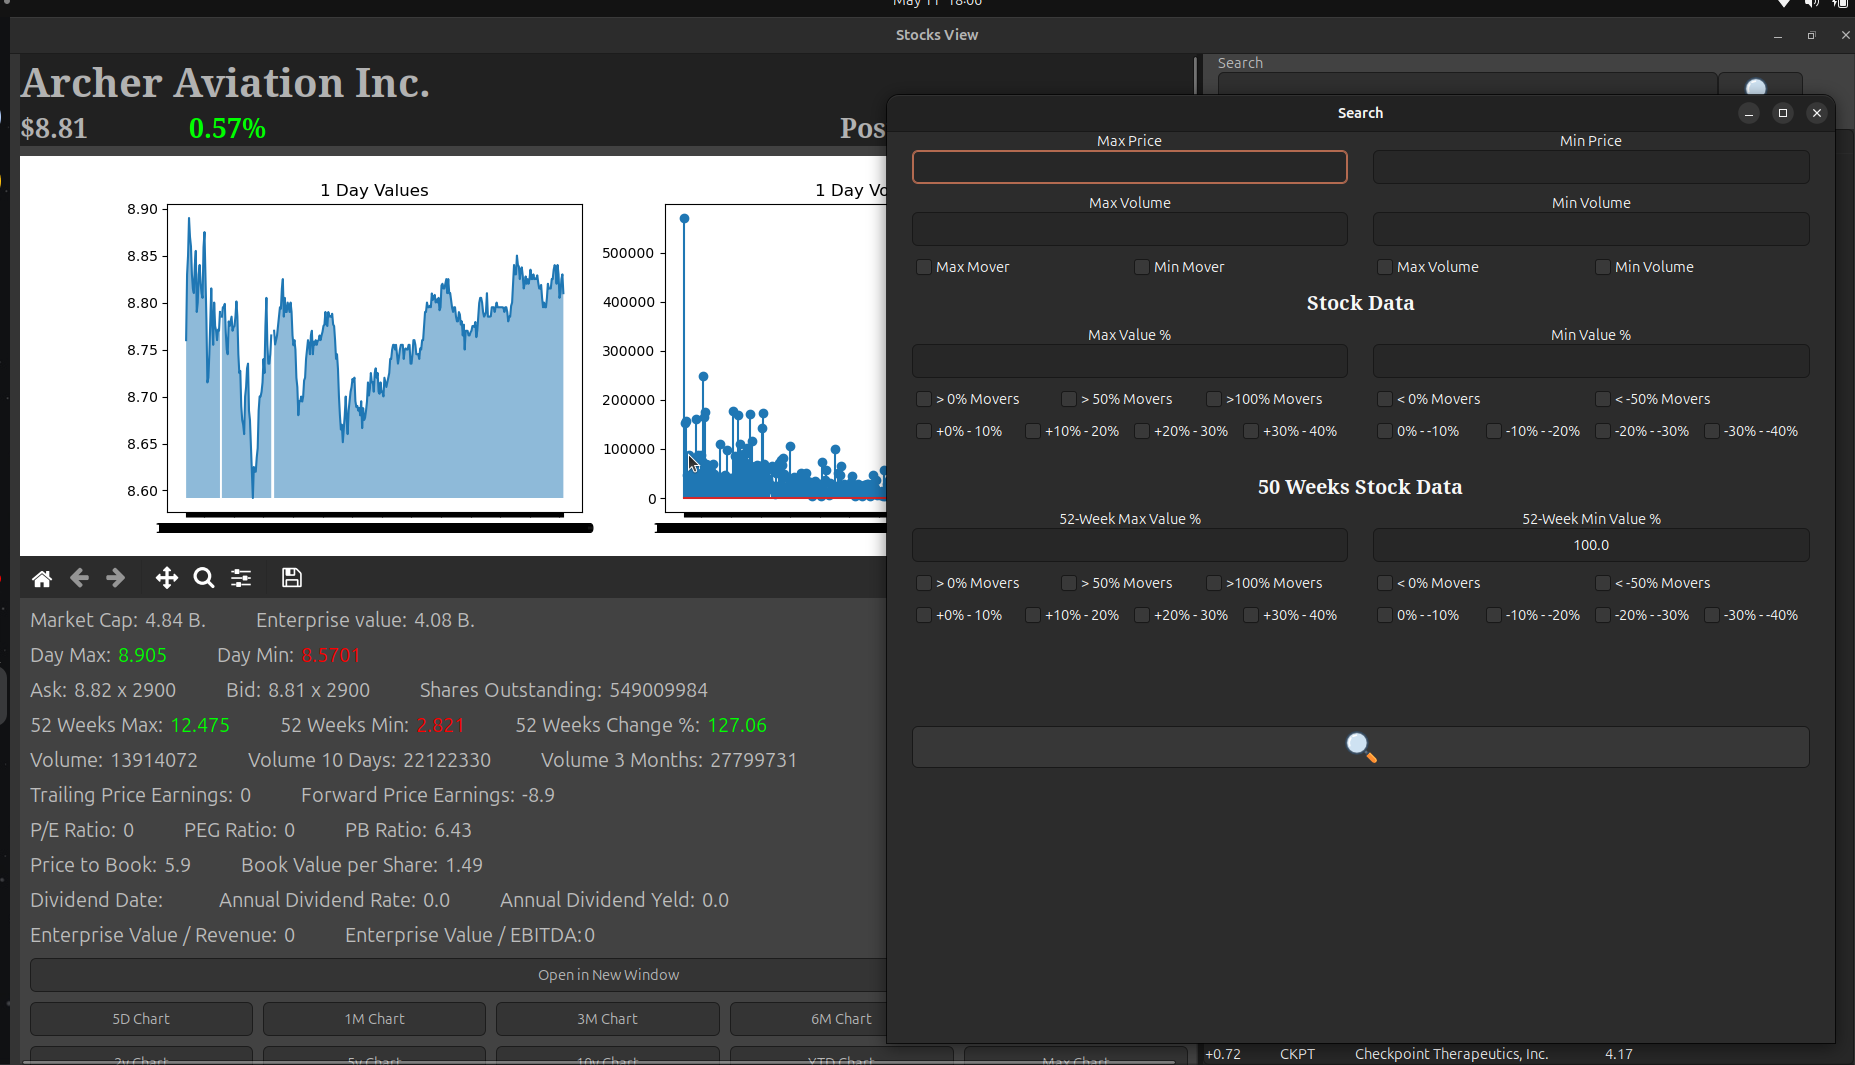 May 11 18:06
Stocks View
Archer Aviation Inc.
$8.81 0.57% Pos
1 Day Values
8.90
8.85
8.80
8.75
8.70
8.65
8.60
1 Day Vo
500000
400000
300000
200000
100000
0
Market Cap: 4.84 B. Enterprise value: 4.08 B.
Day Max: 8.905 Day Min: 8.5701
Ask: 8.82 x 2900 Bid: 8.81 x 2900 Shares Outstanding: 549009984
52 Weeks Max: 12.475 52 Weeks Min: 2.821 52 Weeks Change %: 127.06
Volume: 13914072 Volume 10 Days: 22122330 Volume 3 Months: 27799731
Trailing Price Earnings: 0 Forward Price Earnings: -8.9
P/E Ratio: 0 PEG Ratio: 0 PB Ratio: 6.43
Price to Book: 5.9 Book Value per Share: 1.49
Dividend Date: Annual Dividend Rate: 0.0 Annual Dividend Yeld: 0.0
Enterprise Value / Revenue: 0 Enterprise Value / EBITDA:0
Open in New Window
5D Chart 1M Chart 3M Chart 6M Chart
2y Chart 5y Chart 10y Chart YTD Chart Max Chart
Search
Search
Max Price Min Price
Max Volume Min Volume
Max Mover Min Mover Max Volume Min Volume
Stock Data
Max Value % Min Value %
> 0% Movers > 50% Movers >100% Movers < 0% Movers < -50% Movers
+0% - 10% +10% - 20% +20% - 30% +30% - 40% 0% - -10% -10% - -20% -20% - -30% -30% - -40%
50 Weeks Stock Data
52-Week Max Value % 52-Week Min Value %
100.0
> 0% Movers > 50% Movers >100% Movers < 0% Movers < -50% Movers
+0% - 10% +10% - 20% +20% - 30% +30% - 40% 0% - -10% -10% - -20% -20% - -30% -30% - -40%
+0.72 CKPT Checkpoint Therapeutics, Inc. 4.17